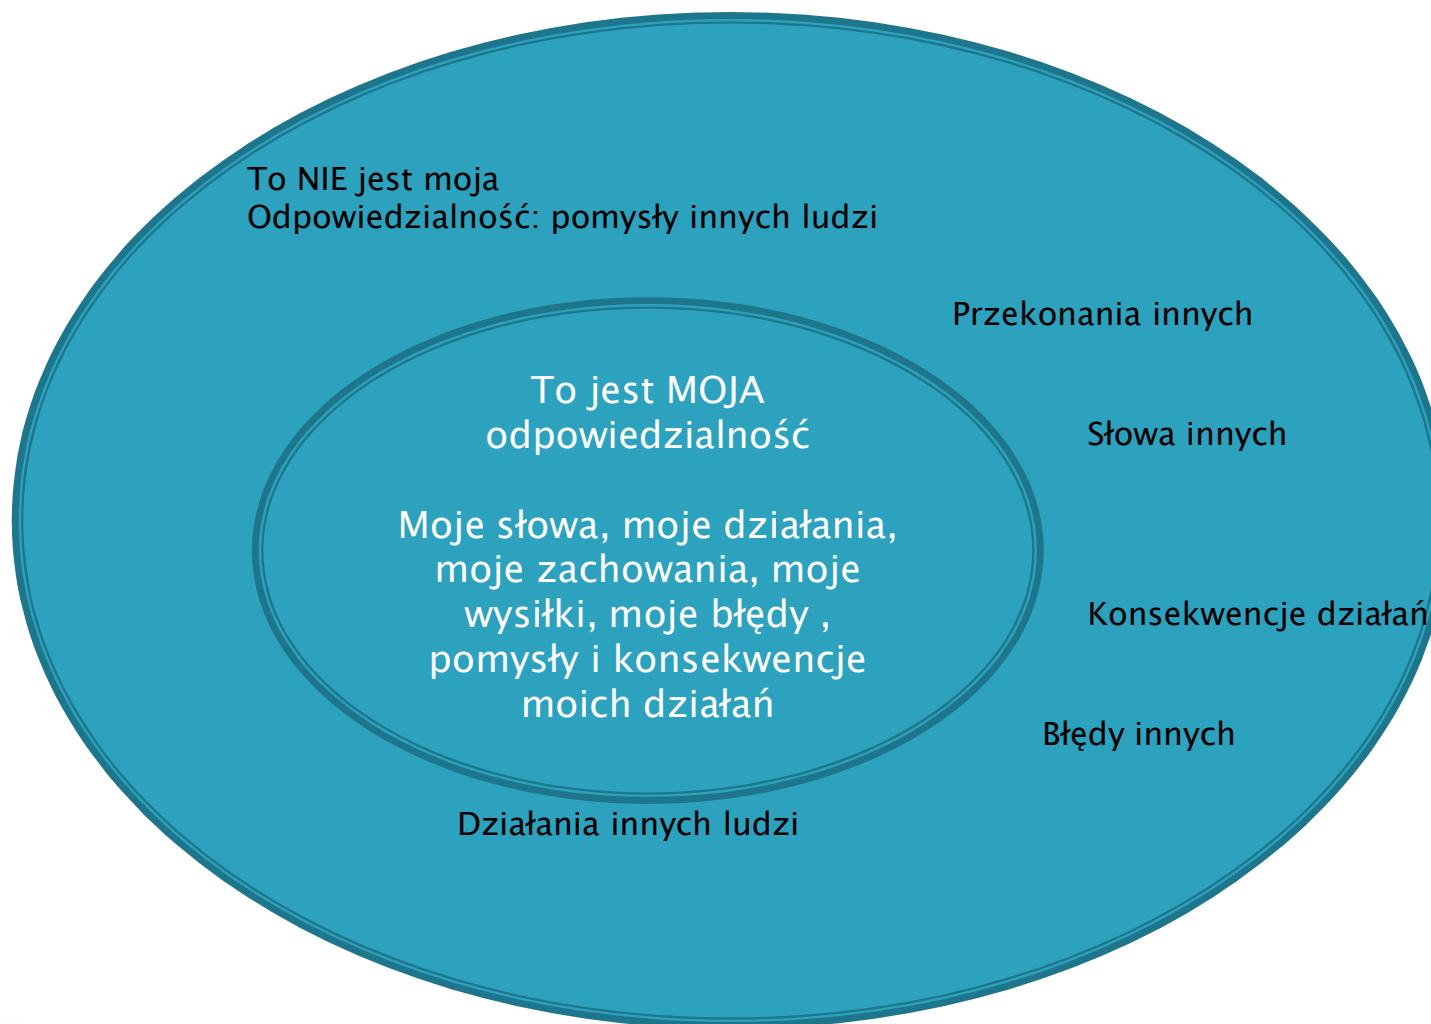 To NIE jest moja
Odpowiedzialność: pomysły innych ludzi
Przekonania innych
To jest MOJA
odpowiedzialność
Słowa innych
Moje słowa, moje działania,
moje zachowania, moje
wysiłki, moje błędy ,
pomysły i konsekwencje
moich działań
Konsekwencje działań
Błędy innych
Działania innych ludzi